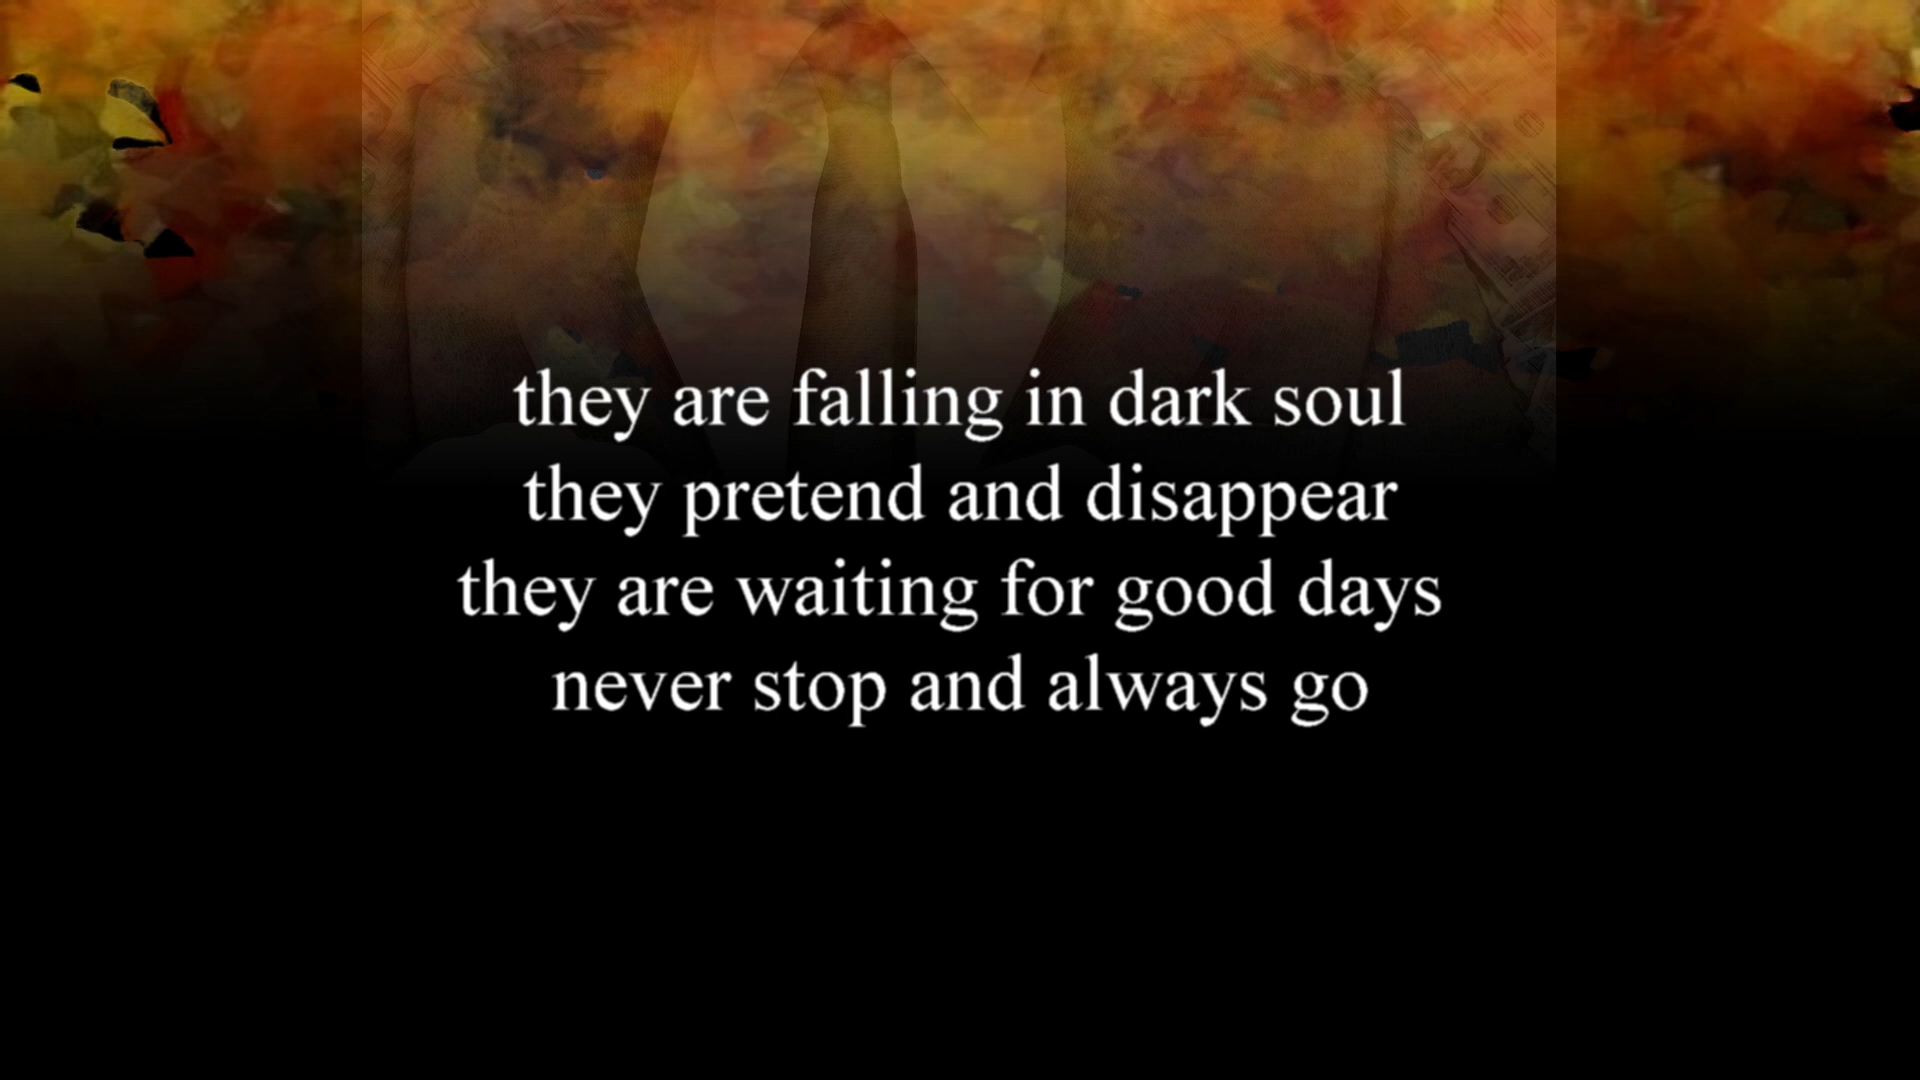 they are falling in dark soul
they pretend and disappear
they are waiting for good days
never stop and always go